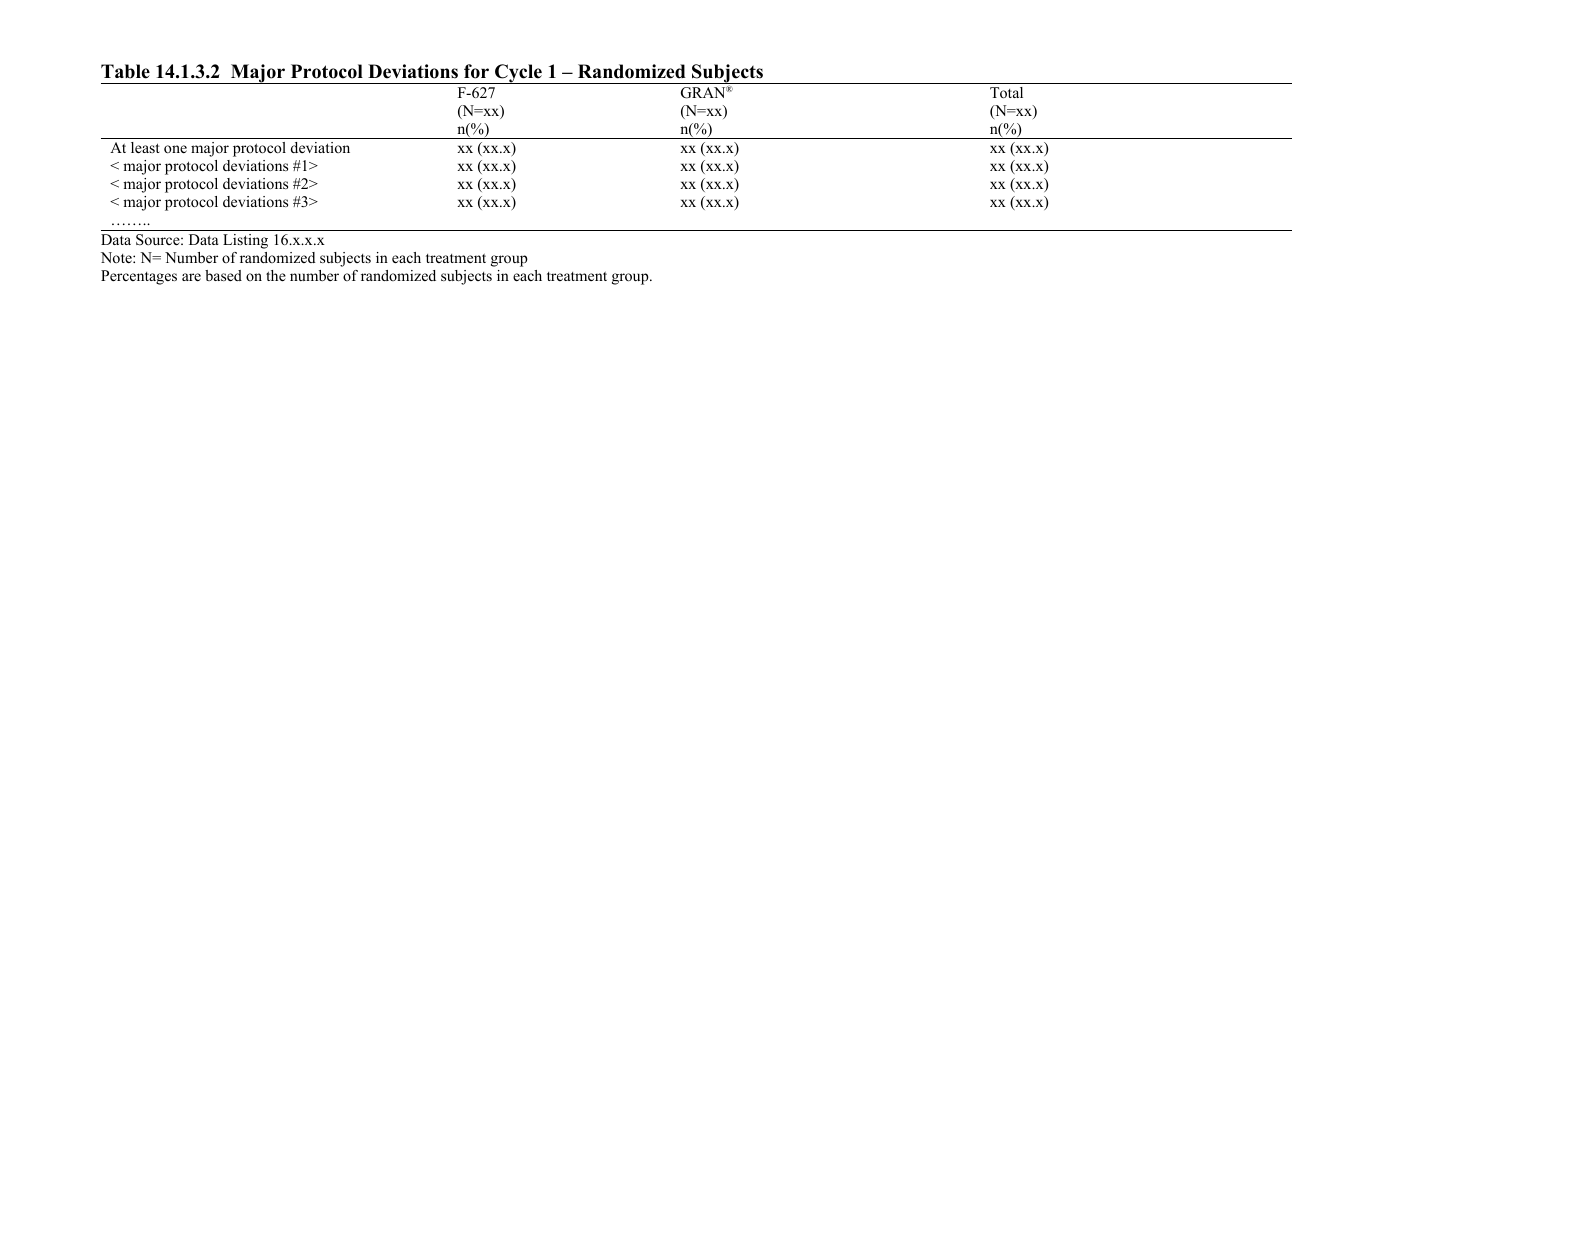 Table 14.1.3.2  Major Protocol Deviations for Cycle 1 – Randomized Subjects
F-627 GRAN® Total
(N=xx) (N=xx) (N=xx)
n(%) n(%) n(%)
At least one major protocol deviation xx (xx.x) xx (xx.x) xx (xx.x)
< major protocol deviations #1> xx (xx.x) xx (xx.x) xx (xx.x)
< major protocol deviations #2> xx (xx.x) xx (xx.x) xx (xx.x)
< major protocol deviations #3> xx (xx.x) xx (xx.x) xx (xx.x)
……..
Data Source: Data Listing 16.x.x.x
Note: N= Number of randomized subjects in each treatment group
Percentages are based on the number of randomized subjects in each treatment group.